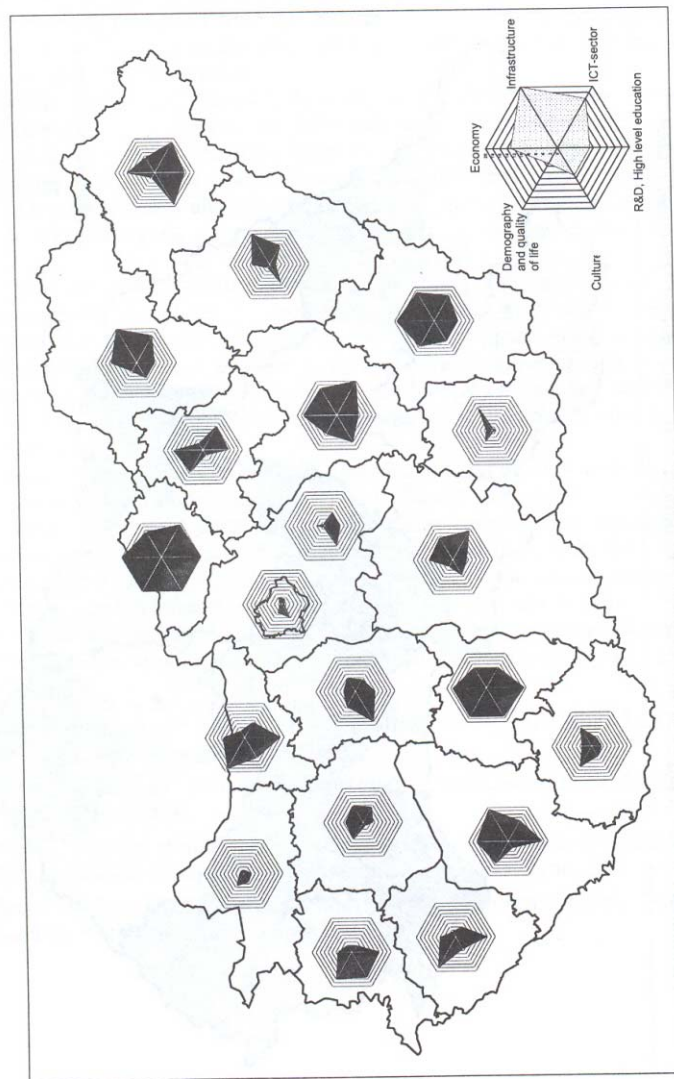 Economy
Infrastructure
ICT-sector
R&D, High level education
Culture
Demography
and quality
of life